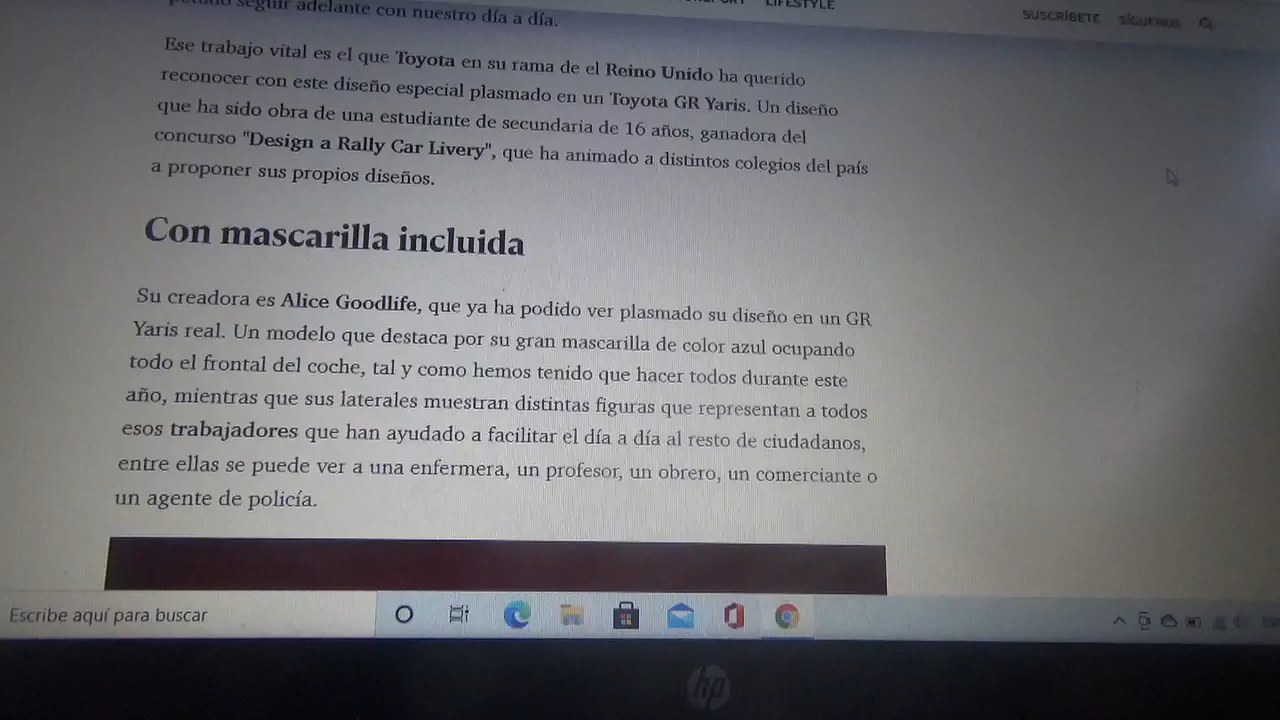 LIFESTYLE
SUSCRÍBETE SÍGUENOS
seguir adelante con nuestro día a día.
Ese trabajo vital es el que Toyota en su rama de el Reino Unido ha querido
reconocer con este diseño especial plasmado en un Toyota GR Yaris. Un diseño
que ha sido obra de una estudiante de secundaria de 16 años, ganadora del
concurso "Design a Rally Car Livery", que ha animado a distintos colegios del país
a proponer sus propios diseños.
Con mascarilla incluida
Su creadora es Alice Goodlife, que ya ha podido ver plasmado su diseño en un GR
Yaris real. Un modelo que destaca por su gran mascarilla de color azul ocupando
todo el frontal del coche, tal y como hemos tenido que hacer todos durante este
año, mientras que sus laterales muestran distintas figuras que representan a todos
esos trabajadores que han ayudado a facilitar el día a día al resto de ciudadanos,
entre ellas se puede ver a una enfermera, un profesor, un obrero, un comerciante o
un agente de policía.
Escribe aquí para buscar
hp